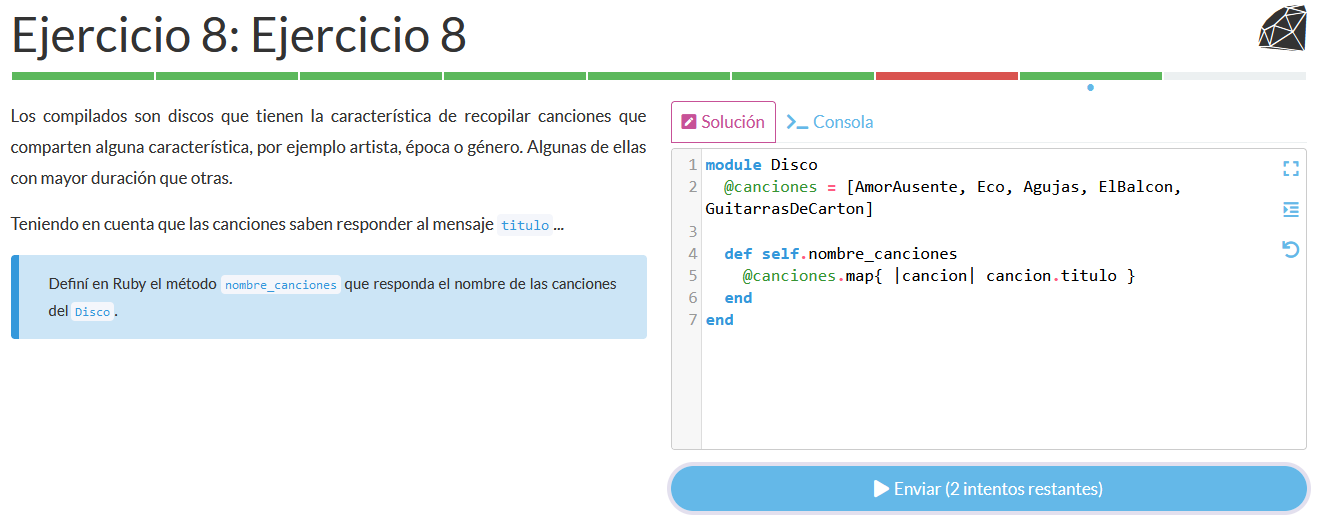 Ejercicio 8: Ejercicio 8
Los compilados son discos que tienen la característica de recopilar canciones que
comparten alguna característica, por ejemplo artista, época o género. Algunas de ellas
con mayor duración que otras.
Teniendo en cuenta que las canciones saben responder al mensaje titulo ...
Definí en Ruby el método nombre_canciones que responda el nombre de las canciones
del Disco.
Solución
Consola
1 module Disco
2 @canciones = [AmorAusente, Eco, Agujas, ElBalcon,
GuitarrasDeCarton]
3
4 def self.nombre_canciones
5 @canciones.map{ |cancion| cancion.titulo }
6 end
7 end
Enviar (2 intentos restantes)